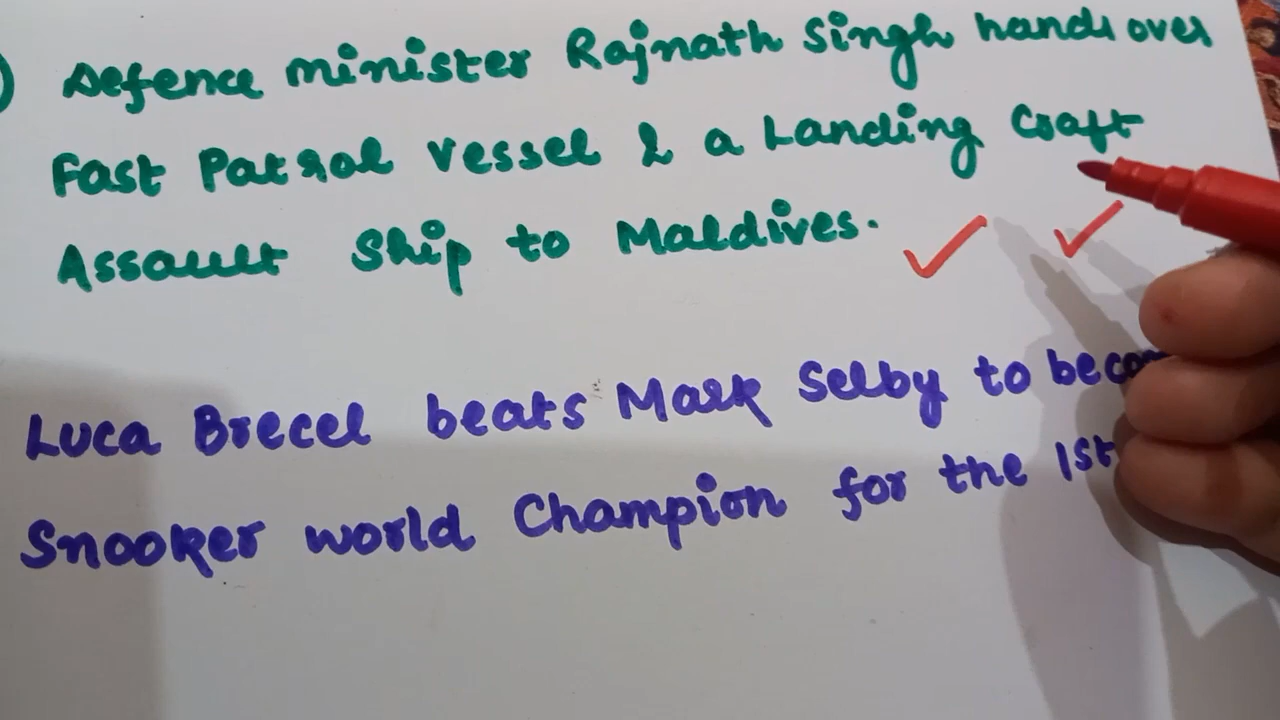 ) Defence minister Rajnath Singh hands over
Fast Patrol Vessel & a Landing Craft
Assault Ship to Maldives.
Luca Brecel beats Mark Selby to
Snooker world Champion for the 1st